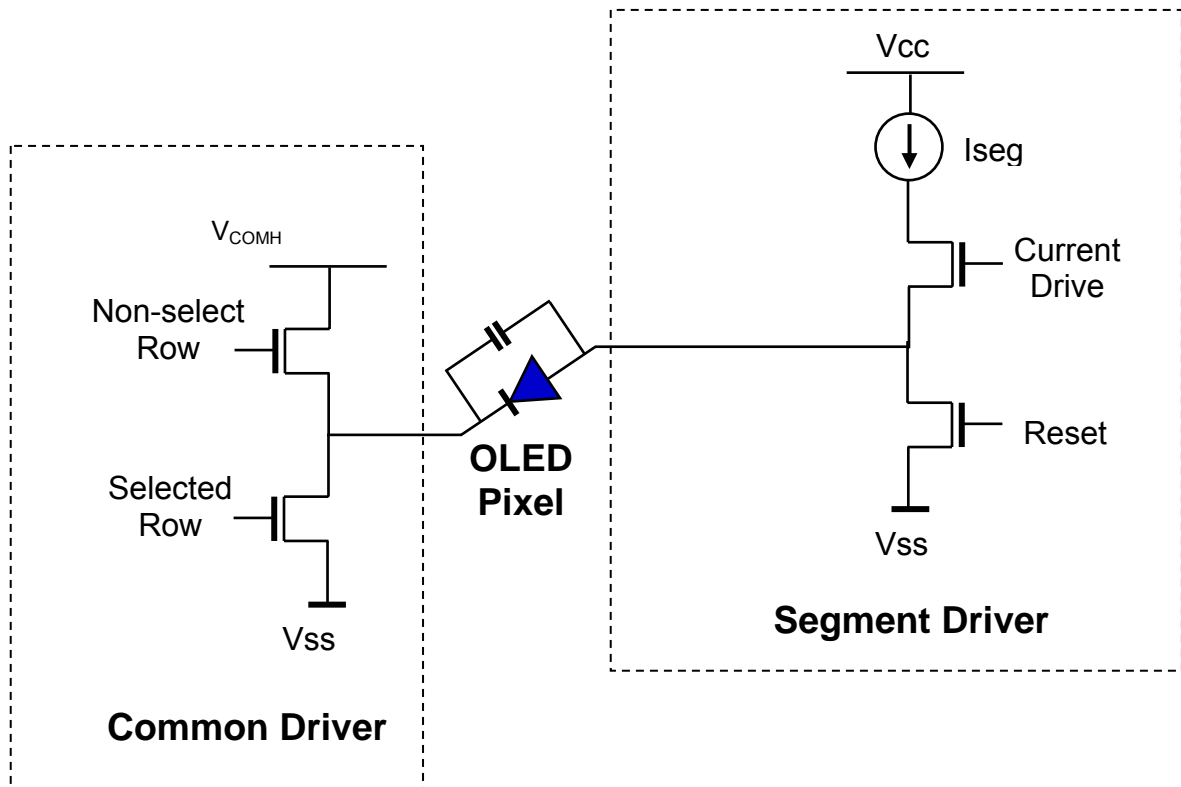 Vcc
Iseg
Current
Drive
Reset
Vss
Segment Driver
VCOMH
Non-select
Row
Selected
Row
Vss
Common Driver
OLED
Pixel